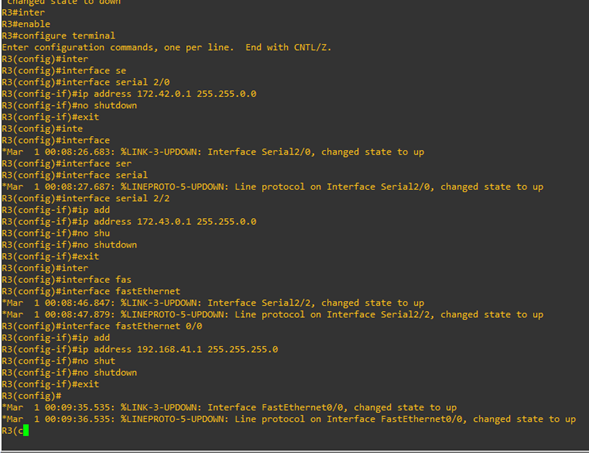 changed state to down
R3#inter
R3#enable
R3#configure terminal
Enter configuration commands, one per line.  End with CNTL/Z.
R3(config)#inter
R3(config)#interface se
R3(config)#interface serial 2/0
R3(config-if)#ip address 172.42.0.1 255.255.0.0
R3(config-if)#no shutdown
R3(config-if)#exit
R3(config)#inte
R3(config)#interface
*Mar  1 00:08:26.683: %LINK-3-UPDOWN: Interface Serial2/0, changed state to up
R3(config)#interface ser
R3(config)#interface serial
*Mar  1 00:08:27.687: %LINEPROTO-5-UPDOWN: Line protocol on Interface Serial2/0, changed state to up
R3(config)#interface serial 2/2
R3(config-if)#ip add
R3(config-if)#ip address 172.43.0.1 255.255.0.0
R3(config-if)#no shu
R3(config-if)#no shutdown
R3(config-if)#exit
R3(config)#inter
R3(config)#interface fas
R3(config)#interface fastEthernet
*Mar  1 00:08:46.847: %LINK-3-UPDOWN: Interface Serial2/2, changed state to up
*Mar  1 00:08:47.879: %LINEPROTO-5-UPDOWN: Line protocol on Interface Serial2/2, changed state to up
R3(config)#interface fastEthernet 0/0
R3(config-if)#ip add
R3(config-if)#ip address 192.168.41.1 255.255.255.0
R3(config-if)#no shut
R3(config-if)#no shutdown
R3(config-if)#exit
R3(config)#
*Mar  1 00:09:35.535: %LINK-3-UPDOWN: Interface FastEthernet0/0, changed state to up
*Mar  1 00:09:36.535: %LINEPROTO-5-UPDOWN: Line protocol on Interface FastEthernet0/0, changed state to up
R3(c